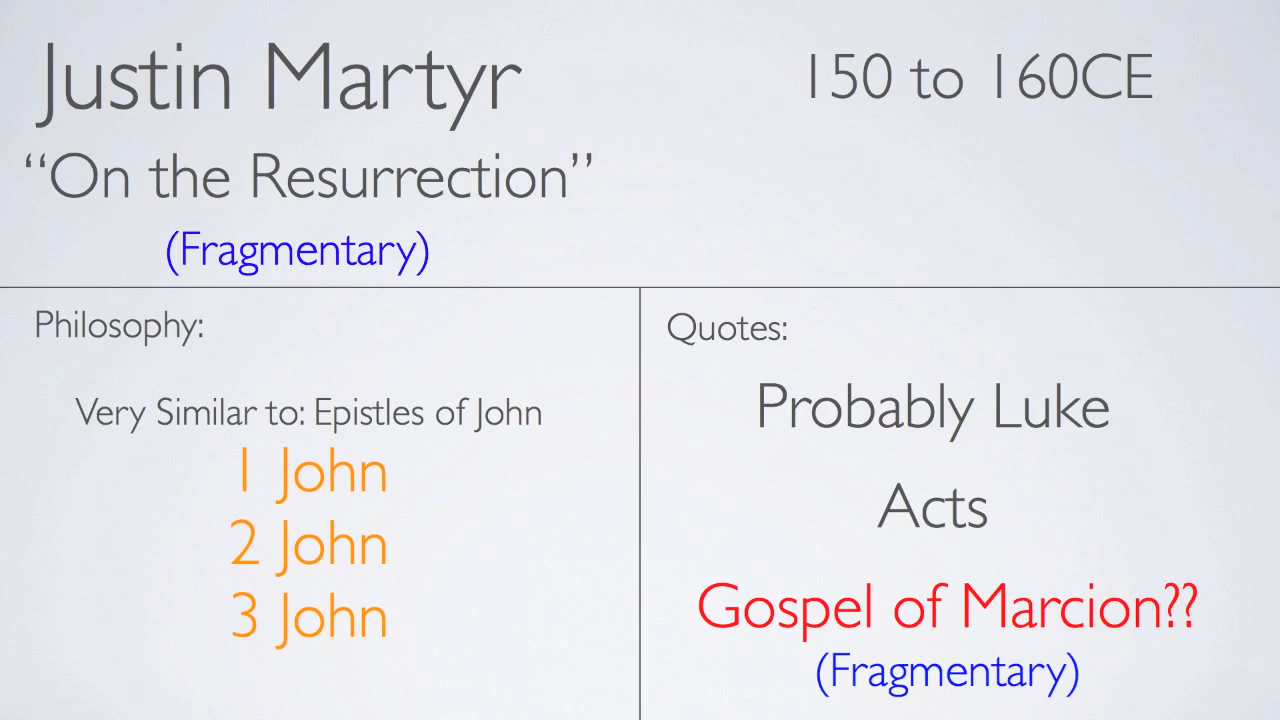 Justin Martyr
150 to 160CE
“On the Resurrection”
(Fragmentary)
Philosophy:
Very Similar to: Epistles of John
1 John
2 John
3 John
Quotes:
Probably Luke
Acts
Gospel of Marcion??
(Fragmentary)